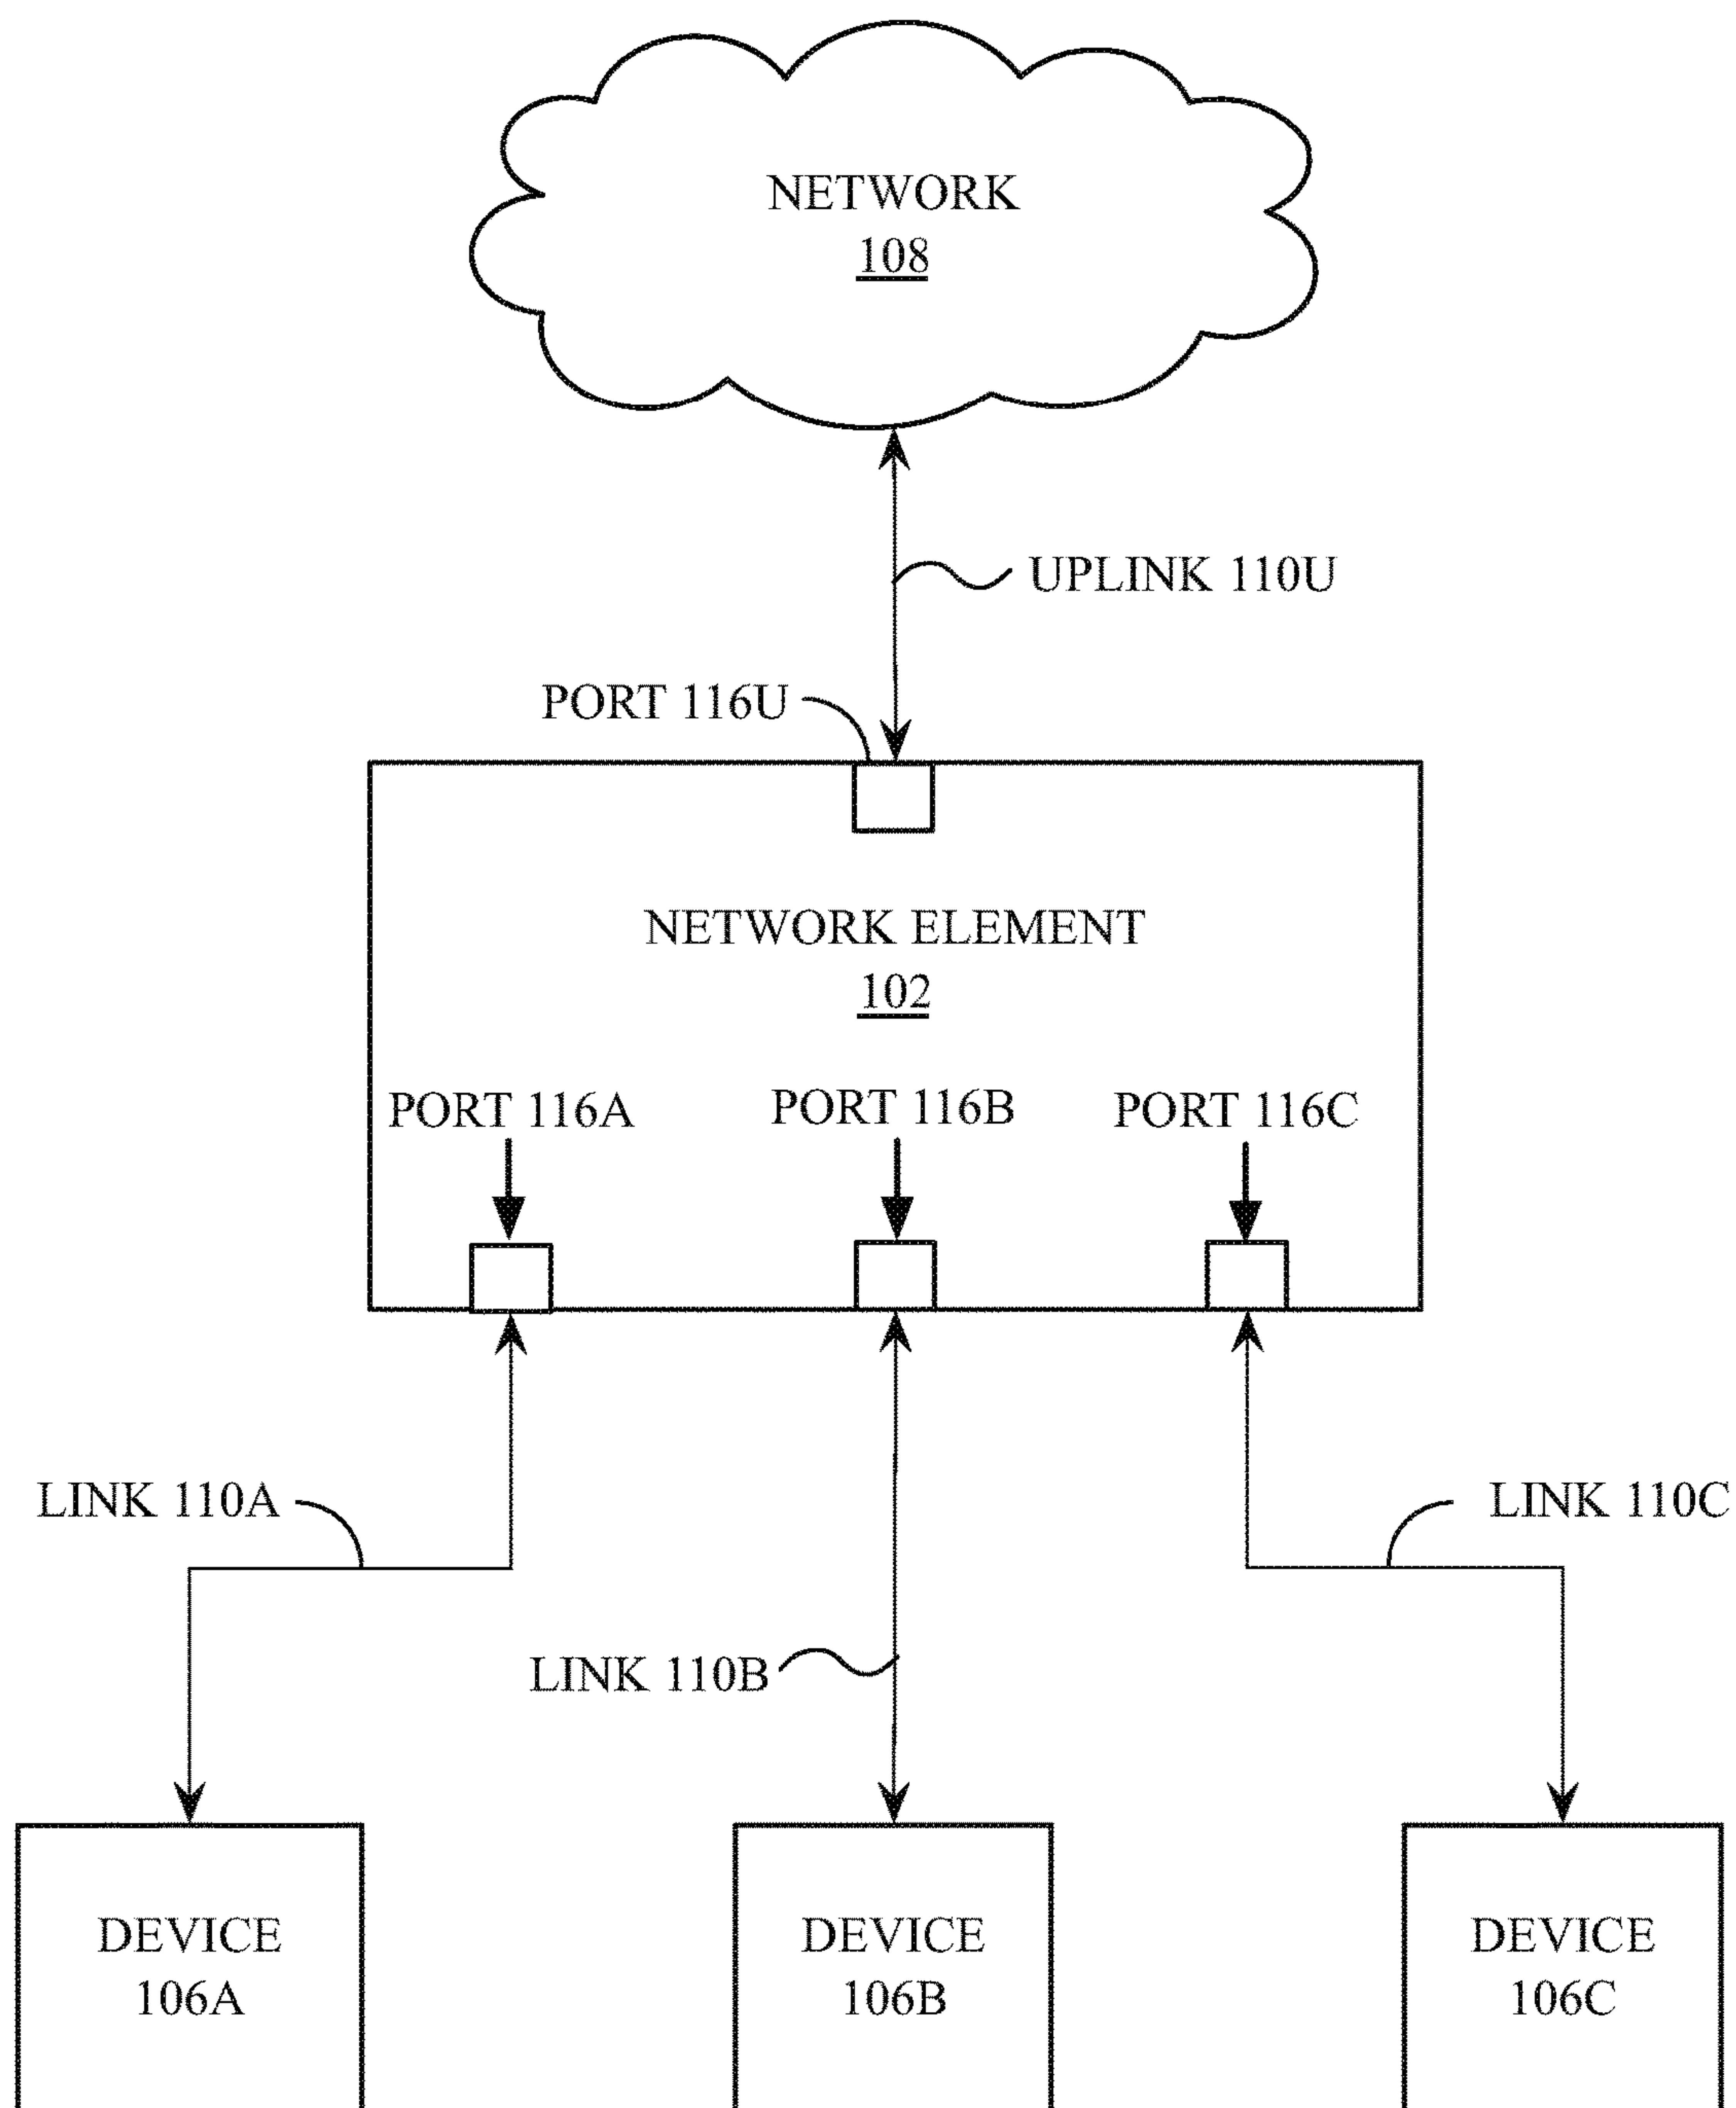 NETWORK
108
UPLINK 110U
PORT 116U
NETWORK ELEMENT
102
PORT 116A
PORT 116B
PORT 116C
LINK 110A
LINK 110C
LINK 110B
DEVICE
106A
DEVICE
106B
DEVICE
106C